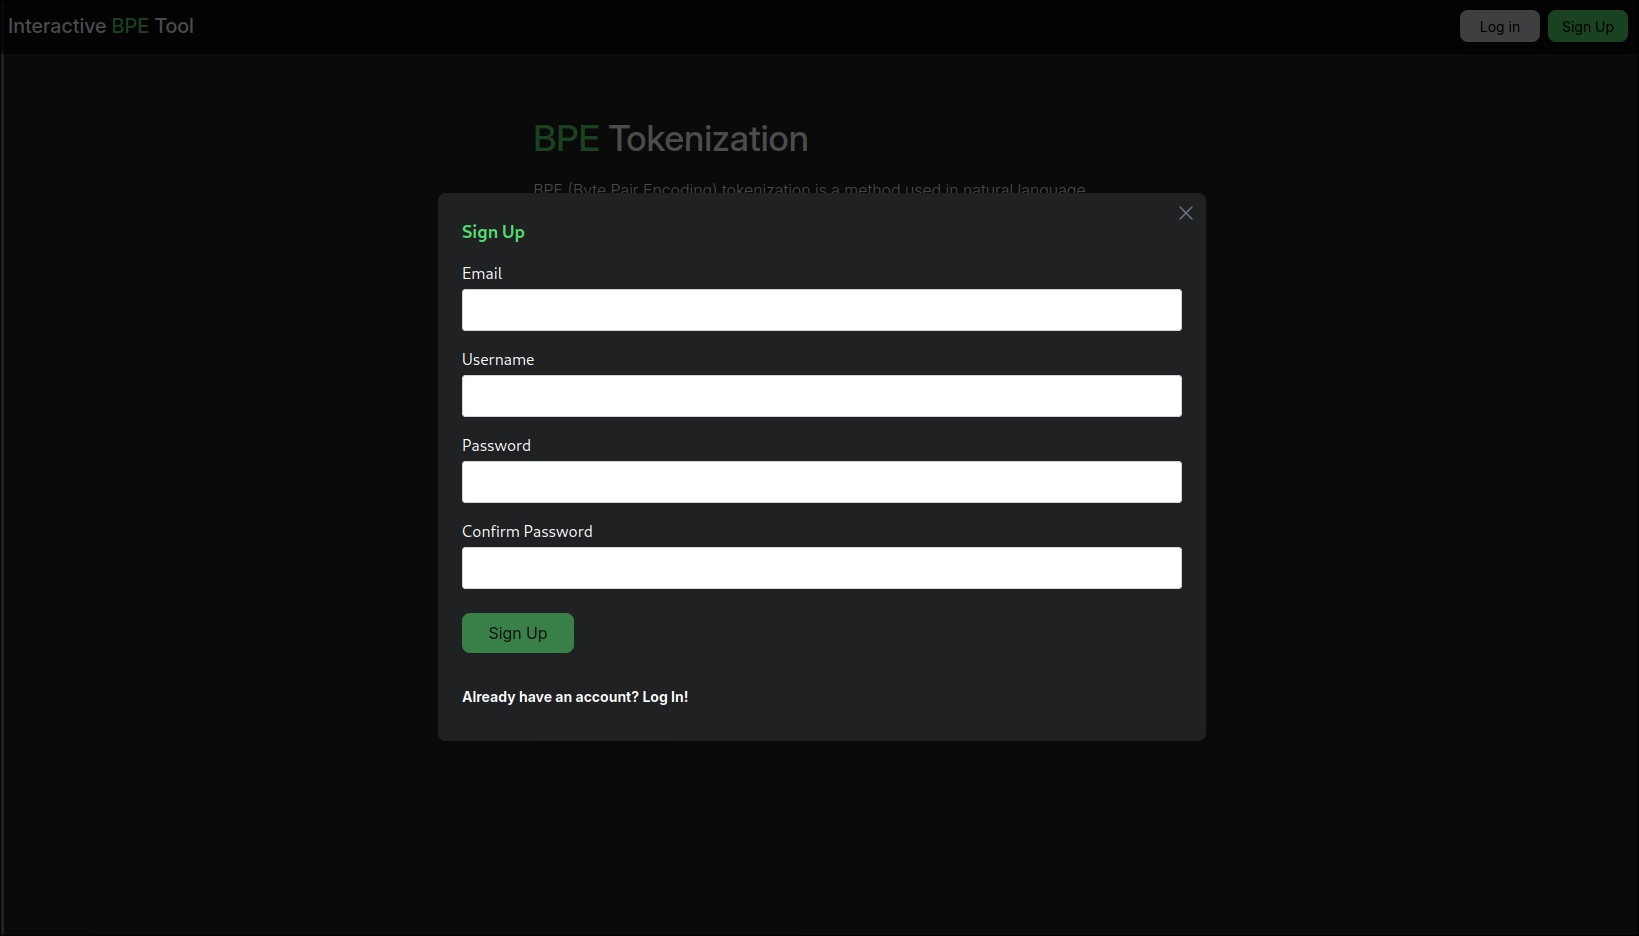 Interactive BPE Tool
Log in
Sign Up
BPE Tokenization
BPE (Byte Pair Encoding) tokenization is a method used in natural language
Sign Up
Email
Username
Password
Confirm Password
Sign Up
Already have an account? Log In!